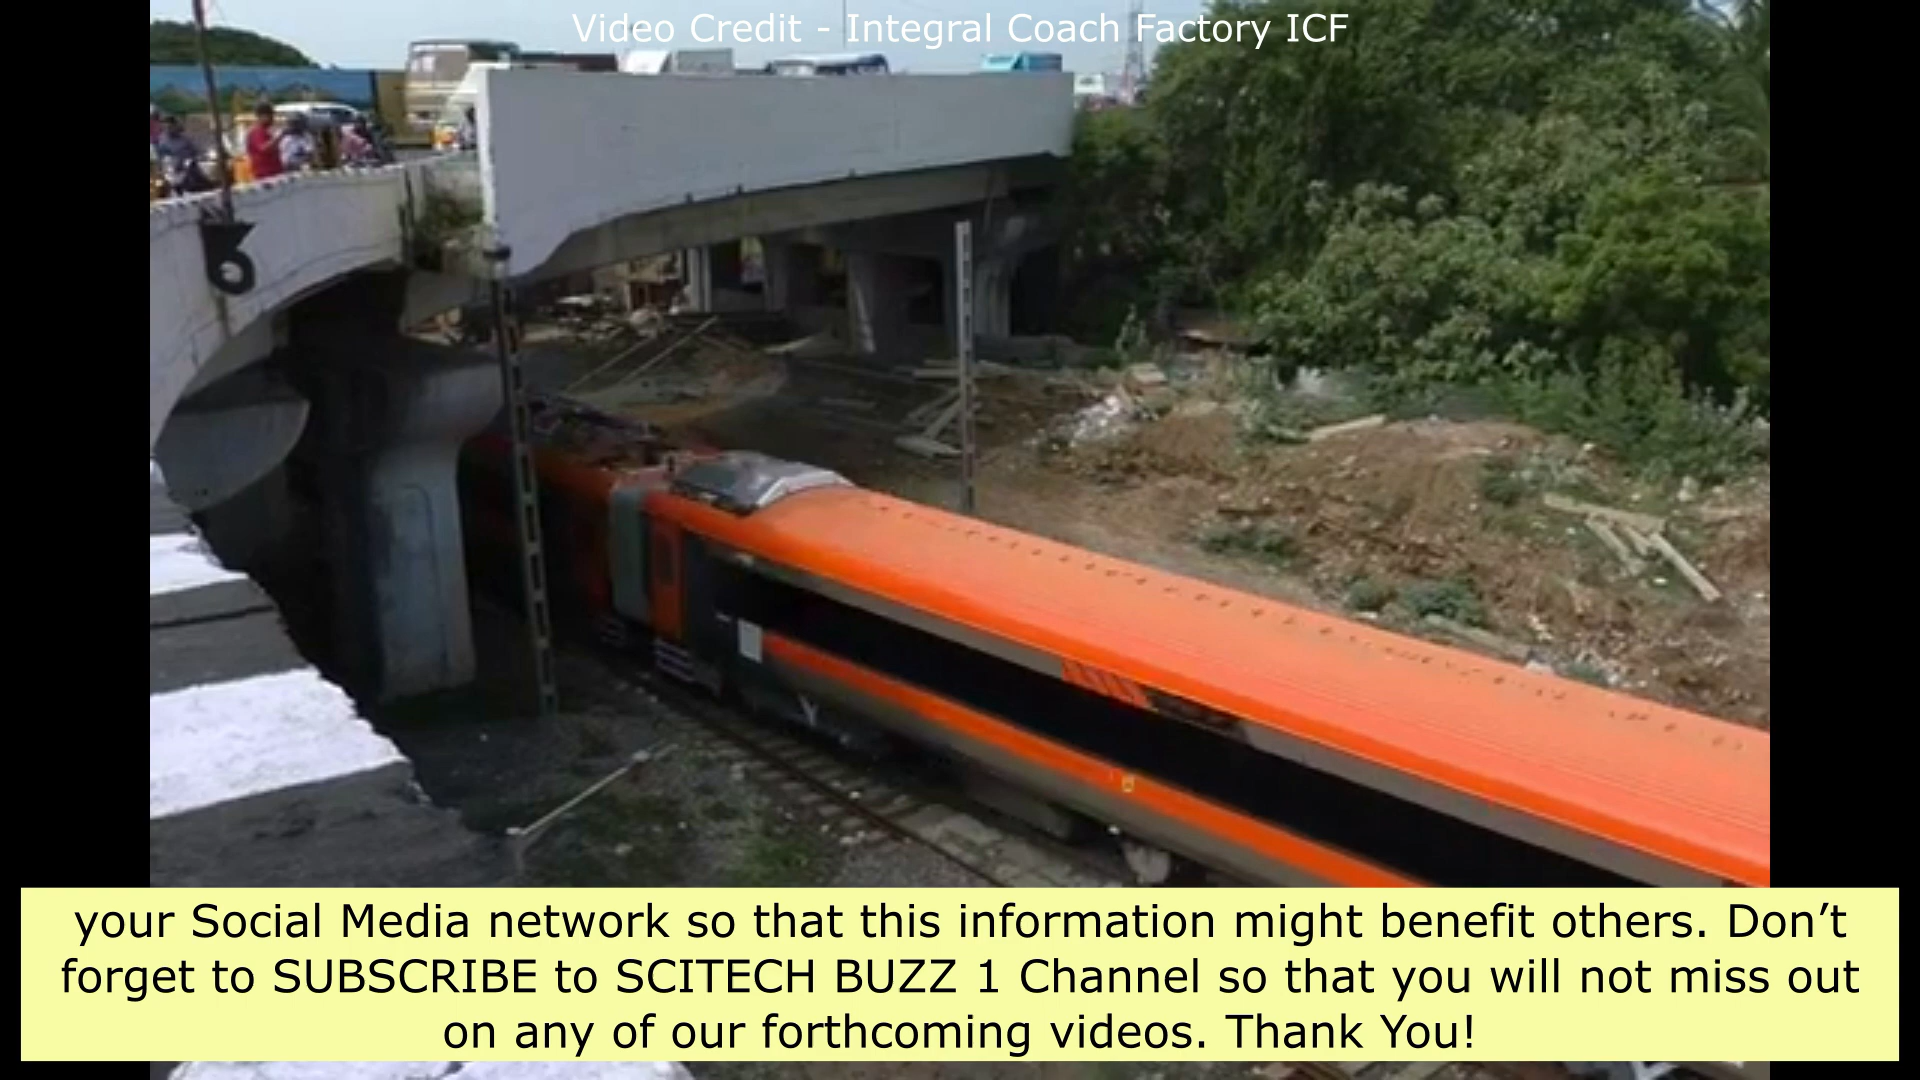 Video Credit - Integral Coach Factory ICF
your Social Media network so that this information might benefit others. Don’t
forget to SUBSCRIBE to SCITECH BUZZ 1 Channel so that you will not miss out
on any of our forthcoming videos. Thank You!